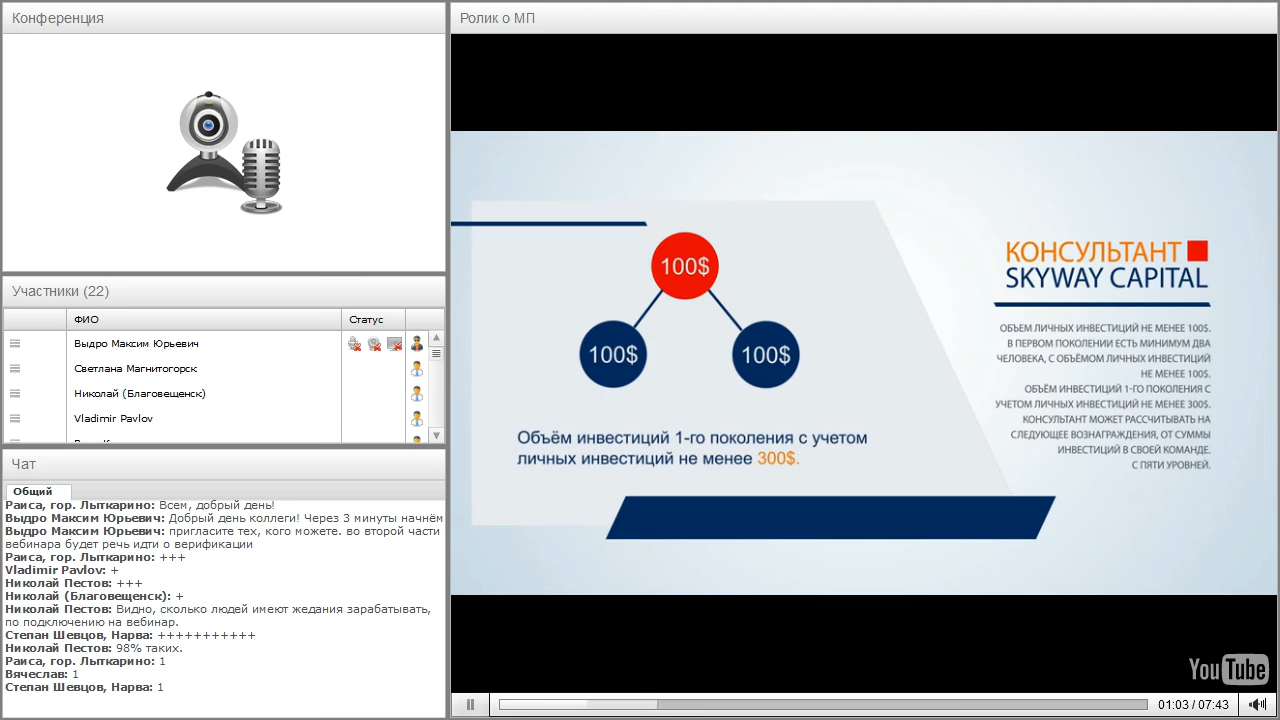 Конференция
Участники (22)
ФИО Статус
Выдро Максим Юрьевич
Светлана Магнитогорск
Николай (Благовещенск)
Vladimir Pavlov
Чат
Общий
Раиса, гор. Лыткарино: Всем, добрый день!
Выдро Максим Юрьевич: Добрый день коллеги! Через 3 минуты начнём
Выдро Максим Юрьевич: пригласите тех, кого можете. во второй части
вебинара будет речь идти о верификации
Раиса, гор. Лыткарино: +++
Vladimir Pavlov: +
Николай Пестов: +++
Николай (Благовещенск): +
Николай Пестов: Видно, сколько людей имеют жедания зарабатывать,
по подключению на вебинар.
Степан Шевцов, Нарва: +++++++++++
Николай Пестов: 98% таких.
Раиса, гор. Лыткарино: 1
Вячеслав: 1
Степан Шевцов, Нарва: 1
Ролик о МП
100$
100$ 100$
Объём инвестиций 1-го поколения с учетом
личных инвестиций не менее 300$.
КОНСУЛЬТАНТ
SKYWAY CAPITAL
ОБЪЕМ ЛИЧНЫХ ИНВЕСТИЦИЙ НЕ МЕНЕЕ 100$.
В ПЕРВОМ ПОКОЛЕНИИ ЕСТЬ МИНИМУМ ДВА
ЧЕЛОВЕКА, С ОБЪЁМОМ ЛИЧНЫХ ИНВЕСТИЦИЙ
НЕ МЕНЕЕ 100$.
ОБЪЁМ ИНВЕСТИЦИЙ 1-ГО ПОКОЛЕНИЯ С
УЧЕТОМ ЛИЧНЫХ ИНВЕСТИЦИЙ НЕ МЕНЕЕ 300$.
КОНСУЛЬТАНТ МОЖЕТ РАССЧИТЫВАТЬ НА
СЛЕДУЮЩЕЕ ВОЗНАГРАЖДЕНИЯ, ОТ СУММЫ
ИНВЕСТИЦИЙ В СВОЕЙ КОМАНДЕ.
С ПЯТИ УРОВНЕЙ.
YouTube
01:03 / 07:43